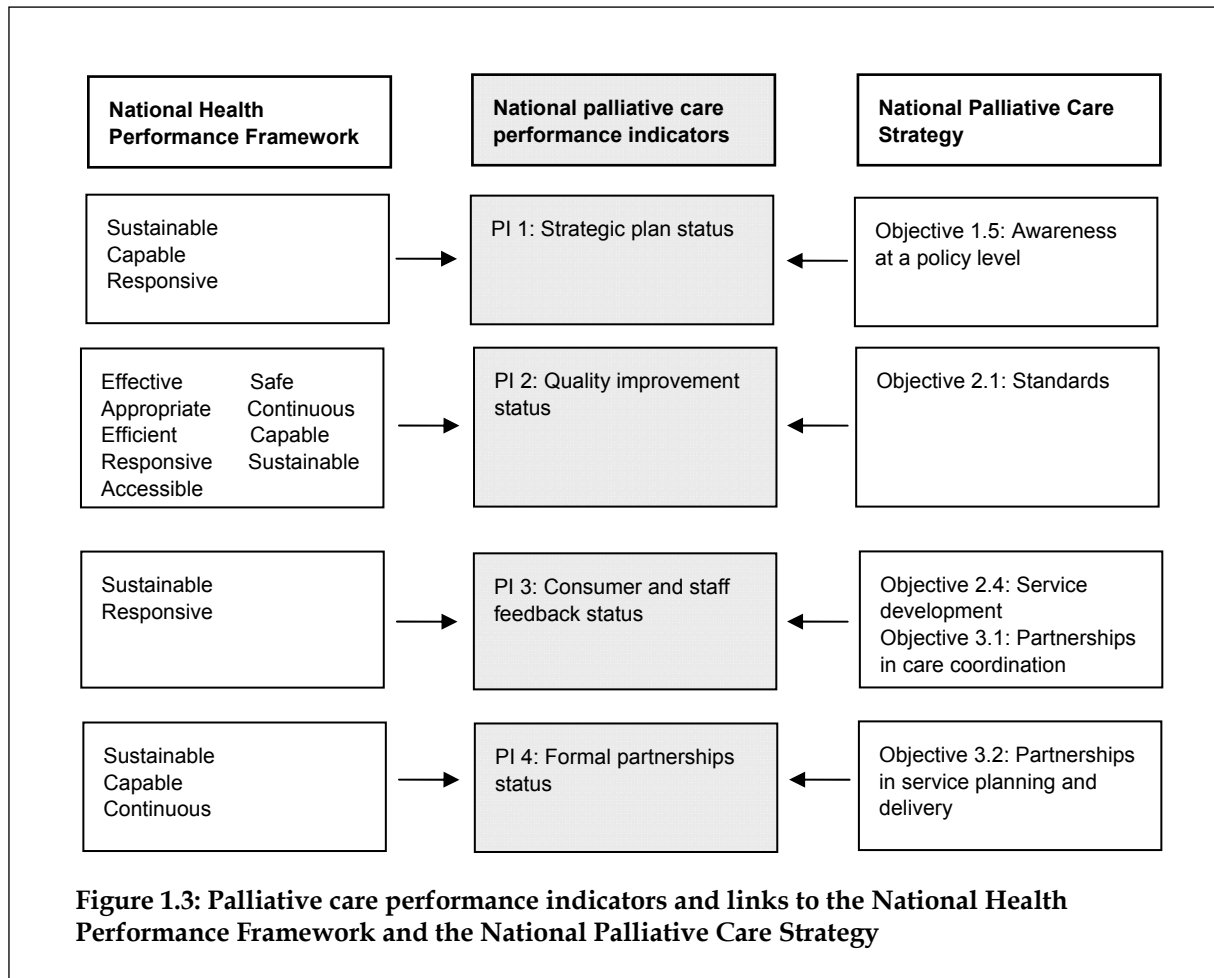 National Health
Performance Framework
National palliative care
performance indicators
National Palliative Care
Strategy
Sustainable
Capable
Responsive
PI 1: Strategic plan status
Objective 1.5: Awareness
at a policy level
Effective Safe
Appropriate Continuous
Efficient Capable
Responsive Sustainable
Accessible
PI 2: Quality improvement
status
Objective 2.1: Standards
Sustainable
Responsive
PI 3: Consumer and staff
feedback status
Objective 2.4: Service
development
Objective 3.1: Partnerships
in care coordination
Sustainable
Capable
Continuous
PI 4: Formal partnerships
status
Objective 3.2: Partnerships
in service planning and
delivery
Figure 1.3: Palliative care performance indicators and links to the National Health
Performance Framework and the National Palliative Care Strategy